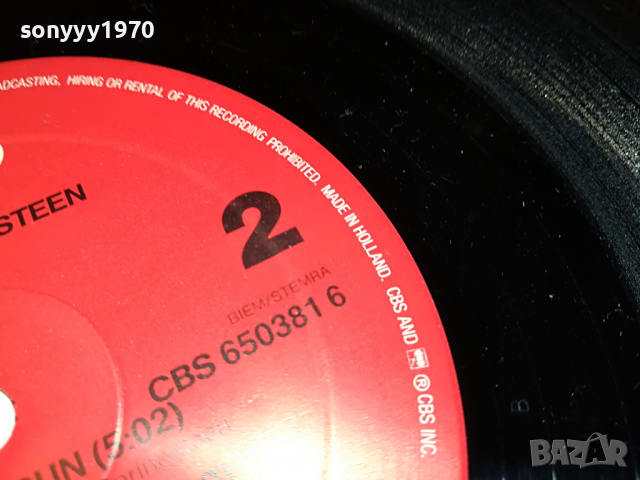 sonyyy1970
ADCASTING, HIRING OR RENTAL OF THIS RECORDING PROHIBITED. MADE IN HOLLAND. CBS AND ® CBS INC.
STEEN
2
BIEM/STEMRA
CBS 650381 6
(5:02)
B
BAZAR